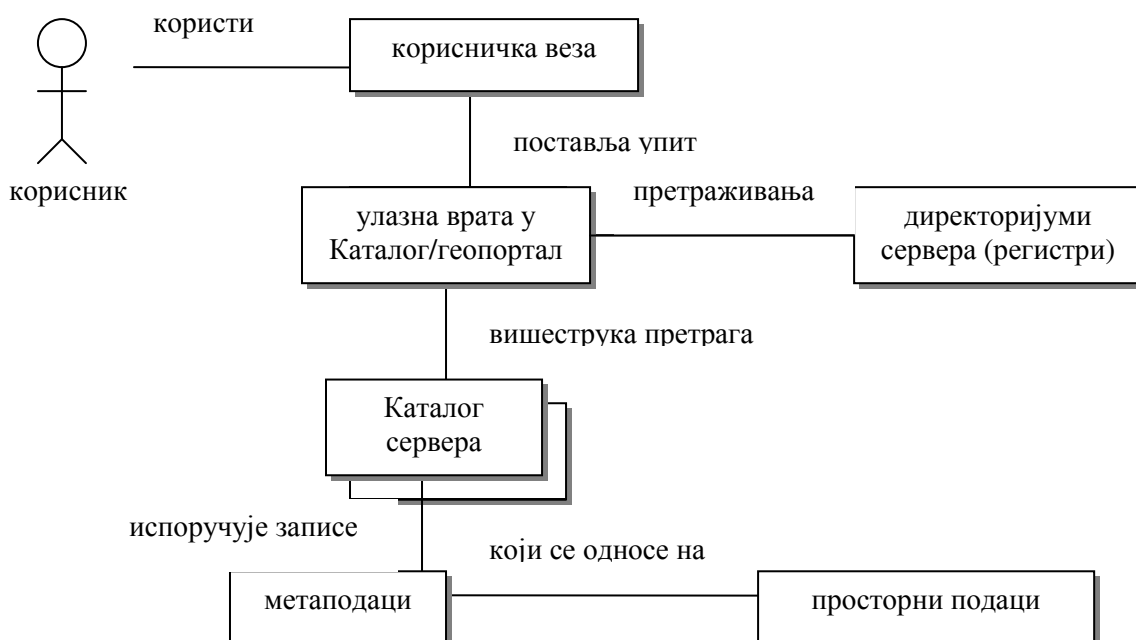 користи
корисничка веза
поставља упит
корисник
претраживања
улазна врата у
Каталог/геопортал
директоријуми
сервера (регистри)
вишеструка претрага
Каталог
сервера
испоручује записе
који се односе на
метаподаци
просторни подаци